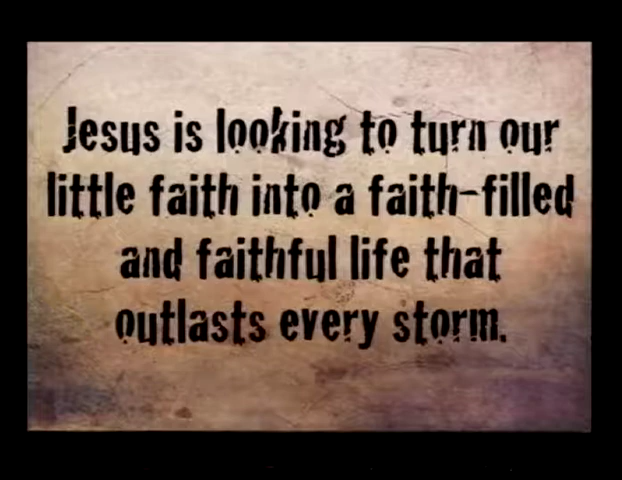 Jesus is looking to turn our
little faith into a faith-filled
and faithful life that
outlasts every storm.